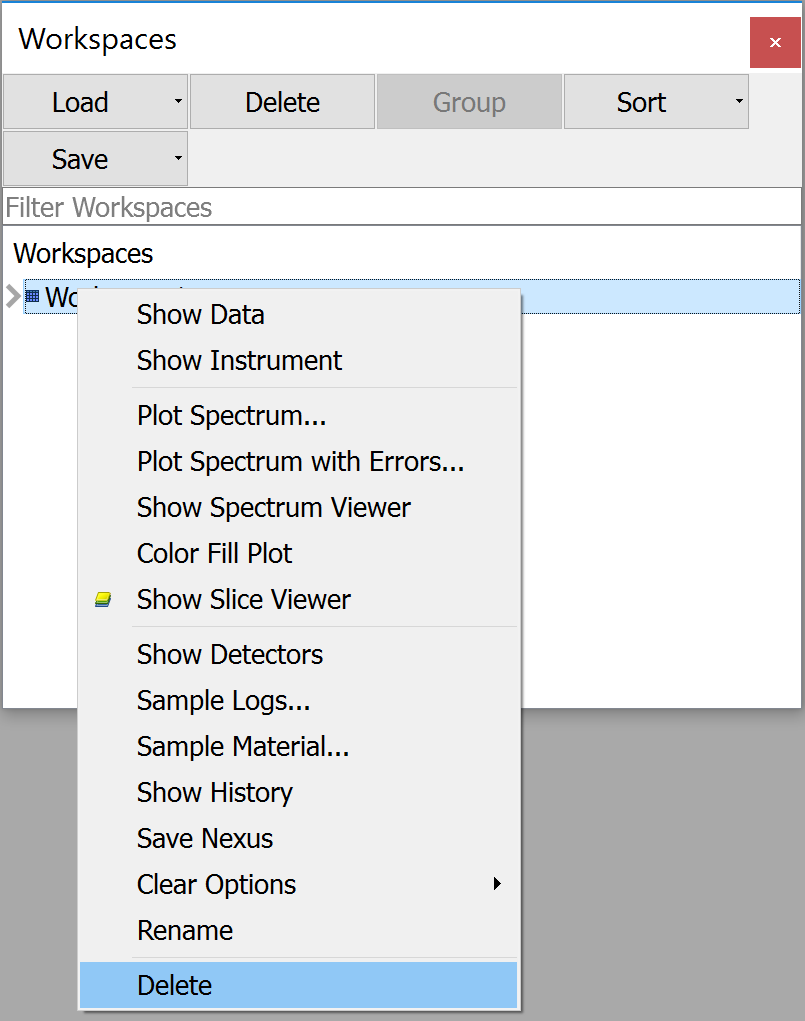 Workspaces
Load Delete Group Sort
Save
Filter Workspaces
Workspaces
Show Data
Show Instrument
Plot Spectrum...
Plot Spectrum with Errors...
Show Spectrum Viewer
Color Fill Plot
Show Slice Viewer
Show Detectors
Sample Logs...
Sample Material...
Show History
Save Nexus
Clear Options
Rename
Delete